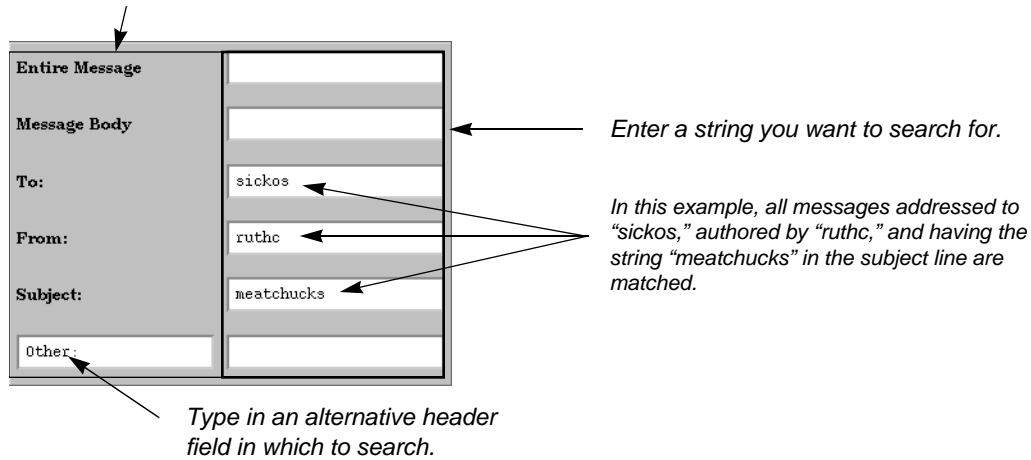 Entire Message
Message Body
Enter a string you want to search for.
To:
sickos
From:
ruthc
In this example, all messages addressed to
“sickos,” authored by “ruthc,” and having the
string “meatchucks” in the subject line are
matched.
Subject:
meatchucks
Other:
Type in an alternative header
field in which to search.